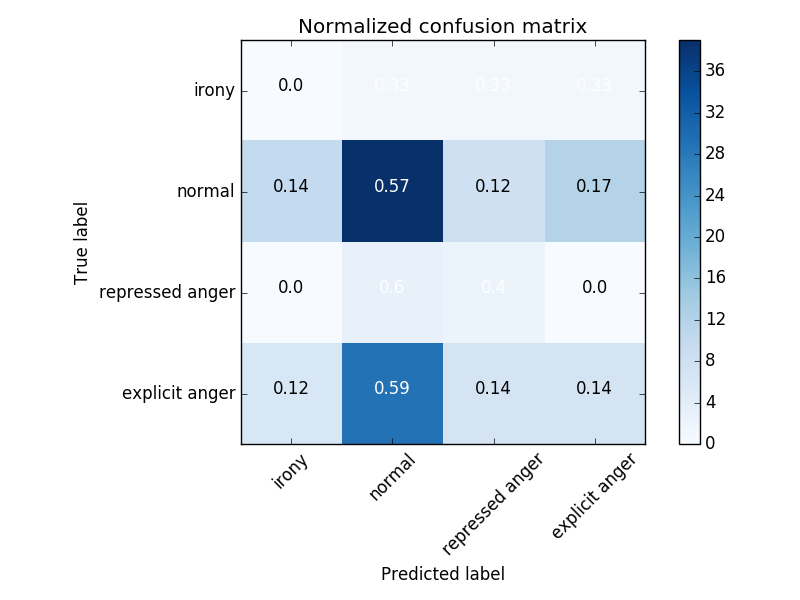 Normalized confusion matrix
irony 0.0 0.33 0.33 0.33
normal 0.14 0.57 0.12 0.17
repressed anger 0.0 0.6 0.4 0.0
explicit anger 0.12 0.59 0.14 0.14
True label
irony normal repressed anger explicit anger
Predicted label
36
32
28
24
20
16
12
8
4
0